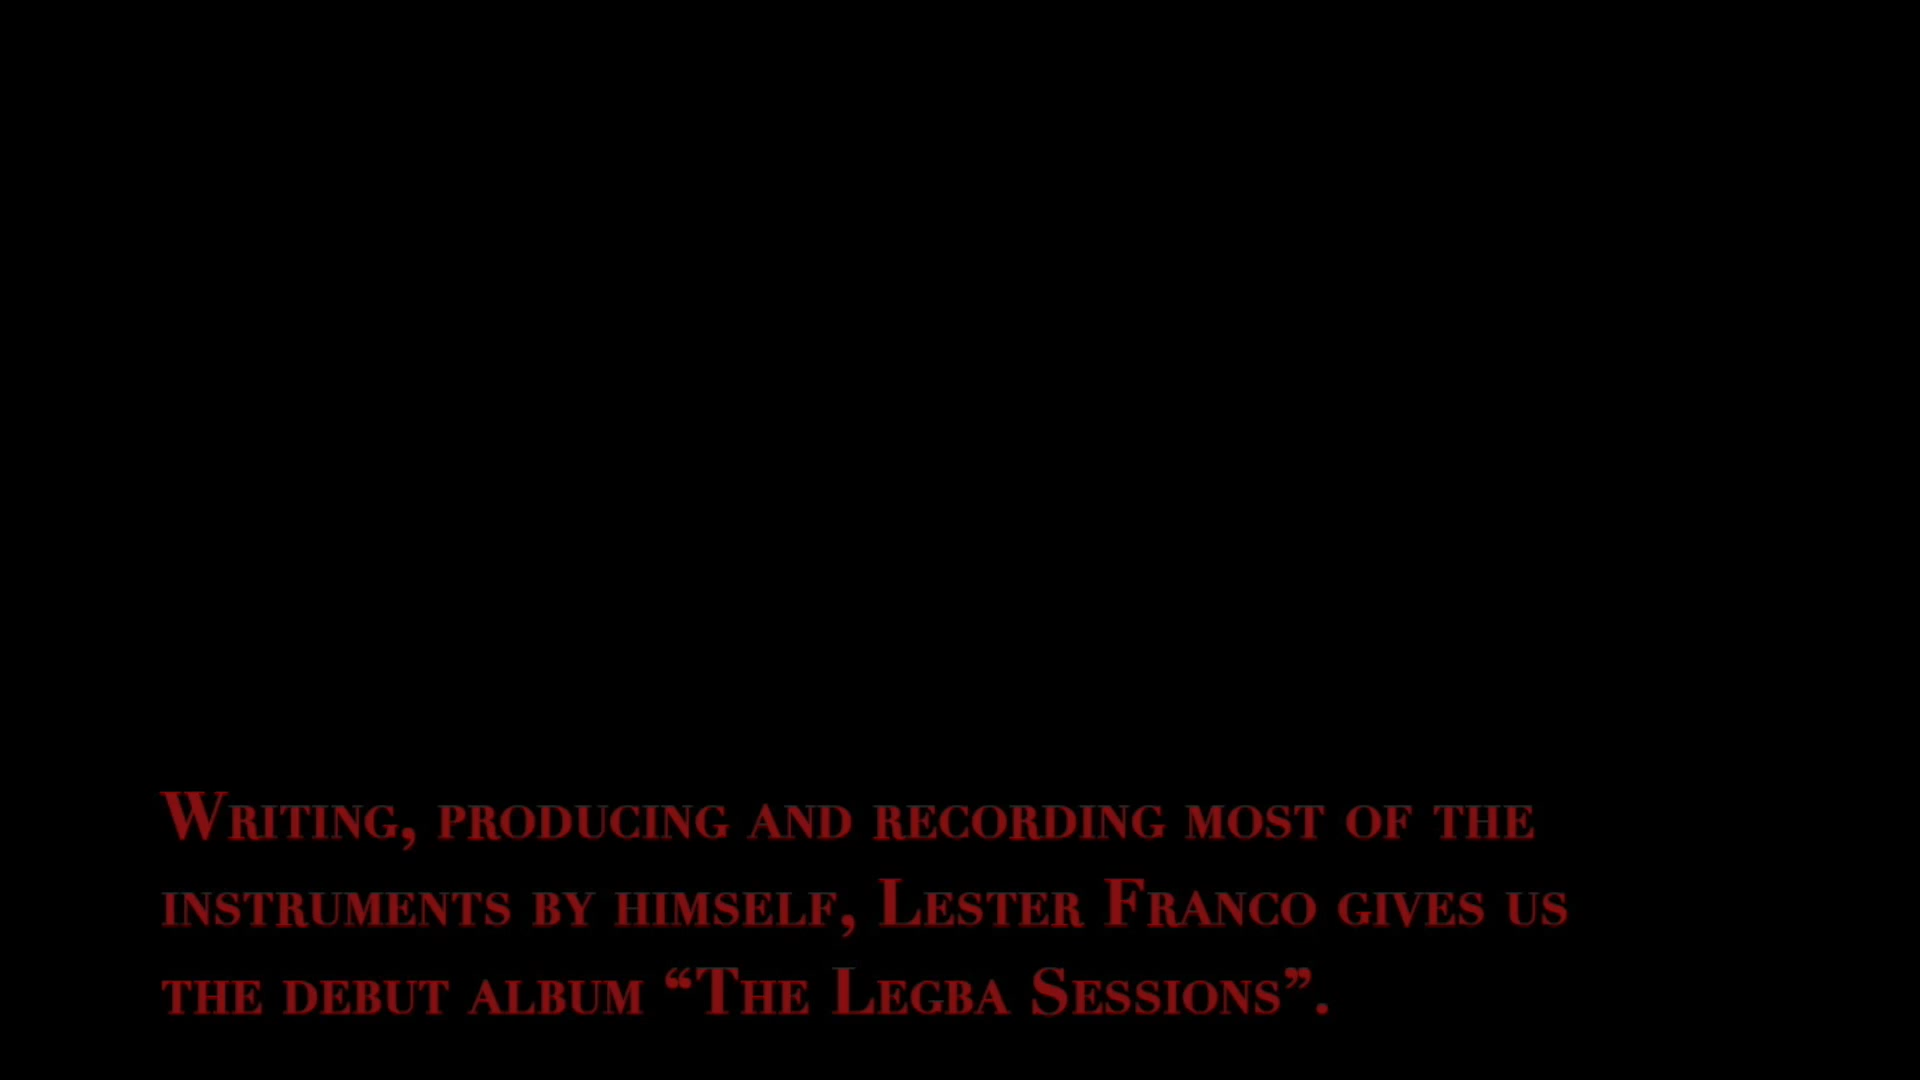 Writing, producing and recording most of the
instruments by himself, Lester Franco gives us
the debut album “The Legba Sessions”.